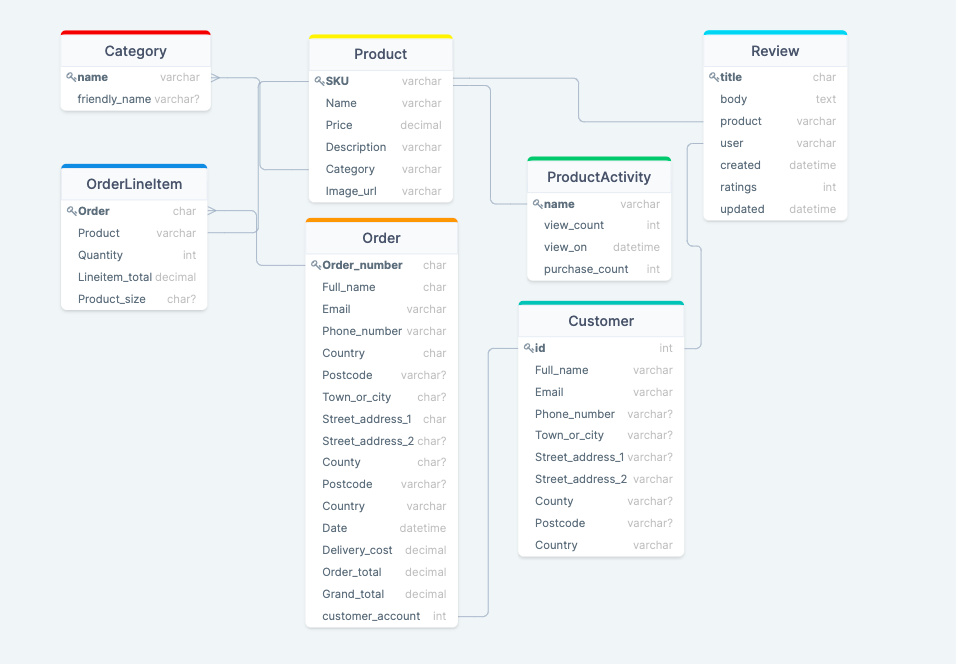 Category
name varchar
friendly_name varchar?
Product
SKU varchar
Name varchar
Price decimal
Description varchar
Category varchar
Image_url varchar
Review
title char
body text
product varchar
user varchar
created datetime
ratings int
updated datetime
OrderLineItem
Order char
Product varchar
Quantity int
Lineitem_total decimal
Product_size char?
ProductActivity
name varchar
view_count int
view_on datetime
purchase_count int
Order
Order_number char
Full_name char
Email varchar
Phone_number varchar
Country char
Postcode varchar?
Town_or_city char?
Street_address_1 char
Street_address_2 char?
County char?
Postcode varchar?
Country varchar
Date datetime
Delivery_cost decimal
Order_total decimal
Grand_total decimal
customer_account int
Customer
id int
Full_name varchar
Email varchar
Phone_number varchar?
Town_or_city varchar?
Street_address_1 varchar?
Street_address_2 varchar
County varchar?
Postcode varchar?
Country varchar